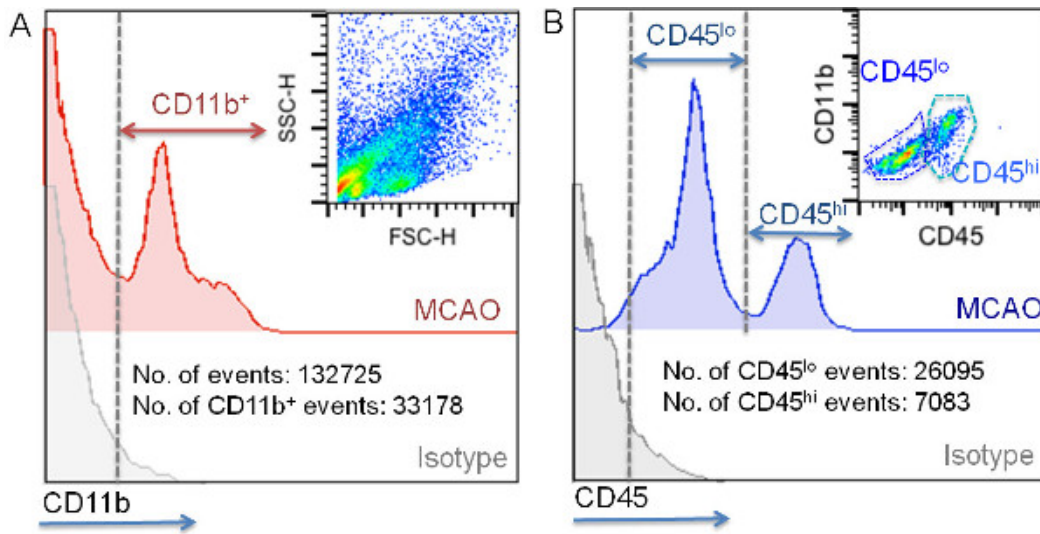 A
CD11b⁺
SSC-H
FSC-H
MCAO
No. of events: 132725
No. of CD11b⁺ events: 33178
Isotype
CD11b
B
CD45ˡᵒ
CD11b
CD45ˡᵒ
CD45ʰⁱ
CD45
CD45ʰⁱ
MCAO
No. of CD45ˡᵒ events: 26095
No. of CD45ʰⁱ events: 7083
Isotype
CD45